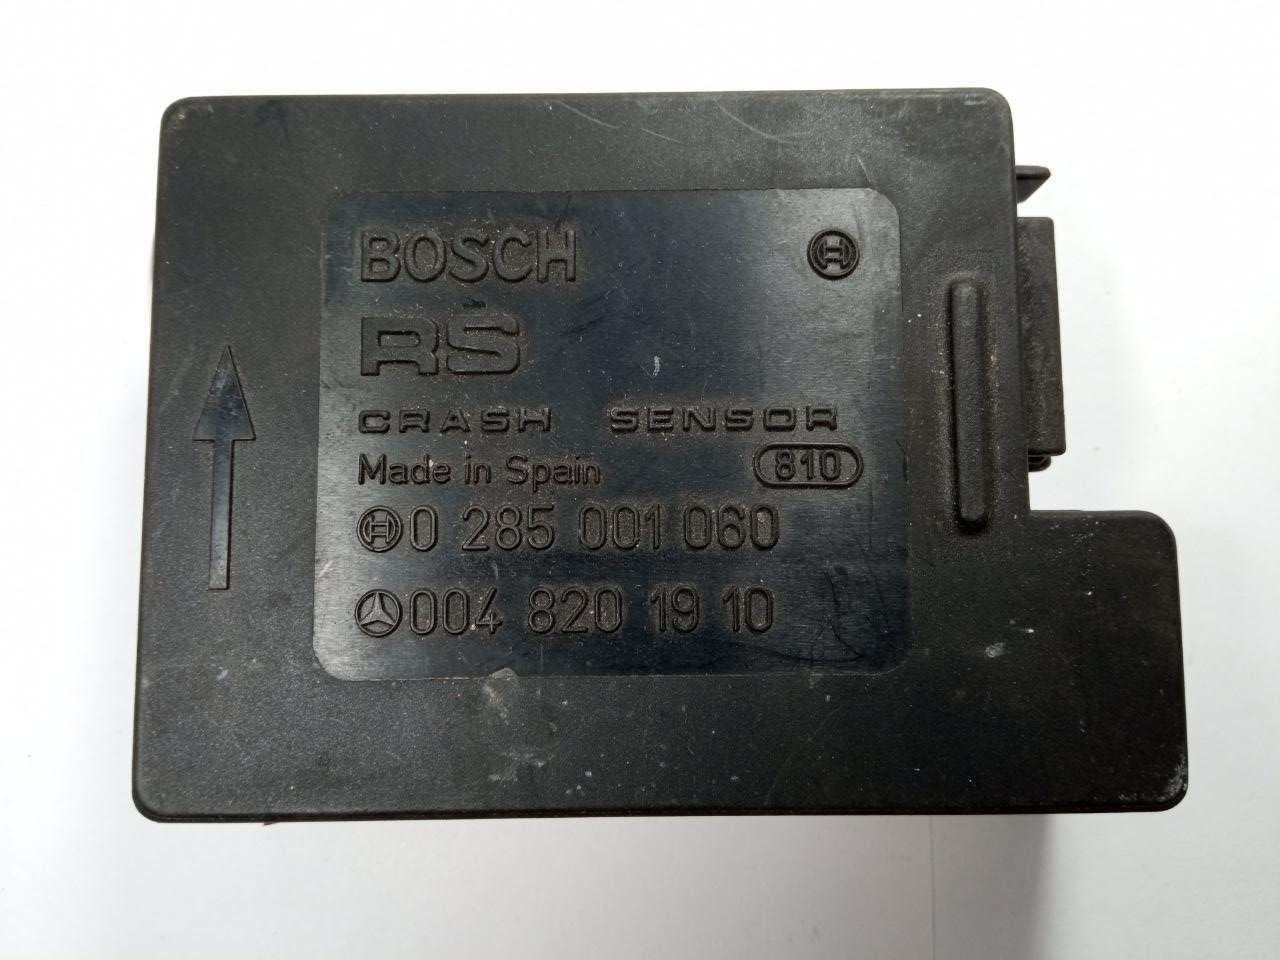 BOSCH
RS
CRASH SENSOR
Made in Spain 810
0 285 001 060
004 820 19 10